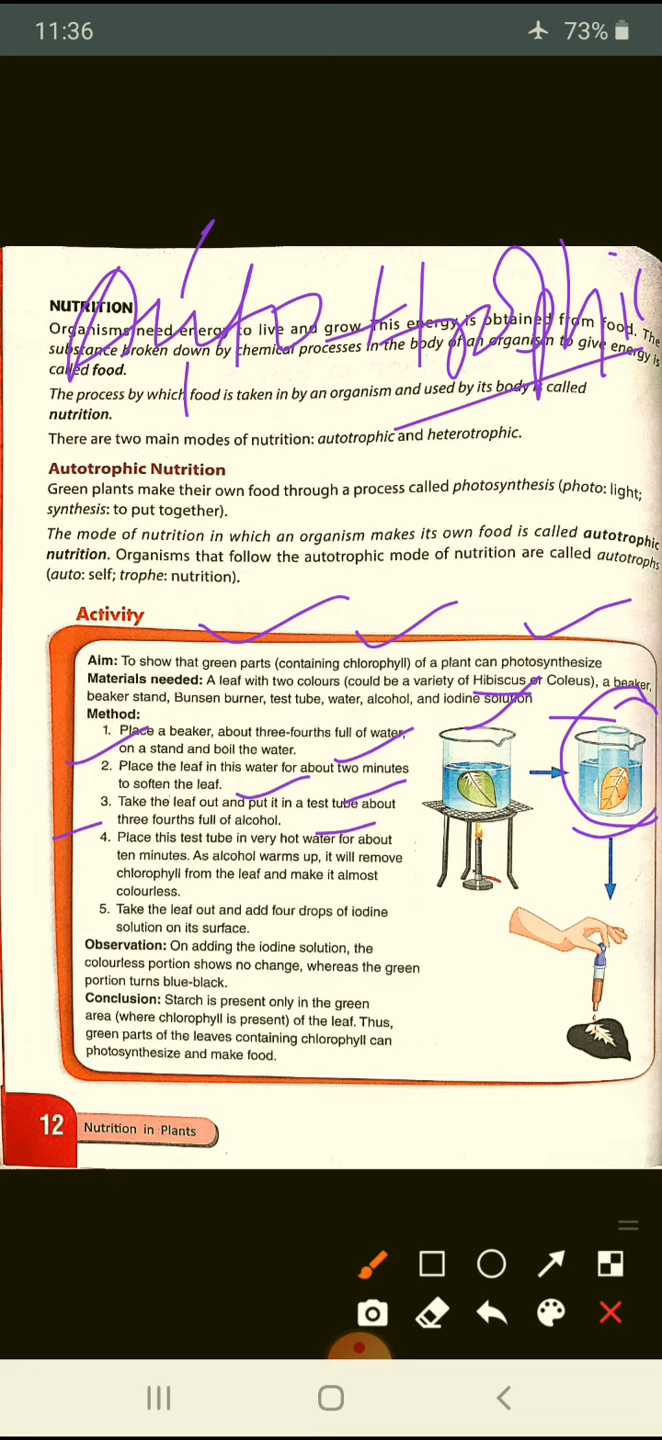 11:36
73%
NUTRITION
Organisms need energy to live and grow. This energy is obtained from food. The
substance broken down by chemical processes in the body of an organism to give energy is
called food.
The process by which food is taken in by an organism and used by its body is called
nutrition.
There are two main modes of nutrition: autotrophic and heterotrophic.
Autotrophic Nutrition
Green plants make their own food through a process called photosynthesis (photo: light;
synthesis: to put together).
The mode of nutrition in which an organism makes its own food is called autotrophic
nutrition. Organisms that follow the autotrophic mode of nutrition are called autotrophs
(auto: self; trophe: nutrition).
Activity
Aim: To show that green parts (containing chlorophyll) of a plant can photosynthesize
Materials needed: A leaf with two colours (could be a variety of Hibiscus or Coleus), a beaker,
beaker stand, Bunsen burner, test tube, water, alcohol, and iodine solution
Method:
1. Place a beaker, about three-fourths full of water,
on a stand and boil the water.
2. Place the leaf in this water for about two minutes
to soften the leaf.
3. Take the leaf out and put it in a test tube about
three fourths full of alcohol.
4. Place this test tube in very hot water for about
ten minutes. As alcohol warms up, it will remove
chlorophyll from the leaf and make it almost
colourless.
5. Take the leaf out and add four drops of iodine
solution on its surface.
Observation: On adding the iodine solution, the
colourless portion shows no change, whereas the green
portion turns blue-black.
Conclusion: Starch is present only in the green
area (where chlorophyll is present) of the leaf. Thus,
green parts of the leaves containing chlorophyll can
photosynthesize and make food.
12 Nutrition in Plants